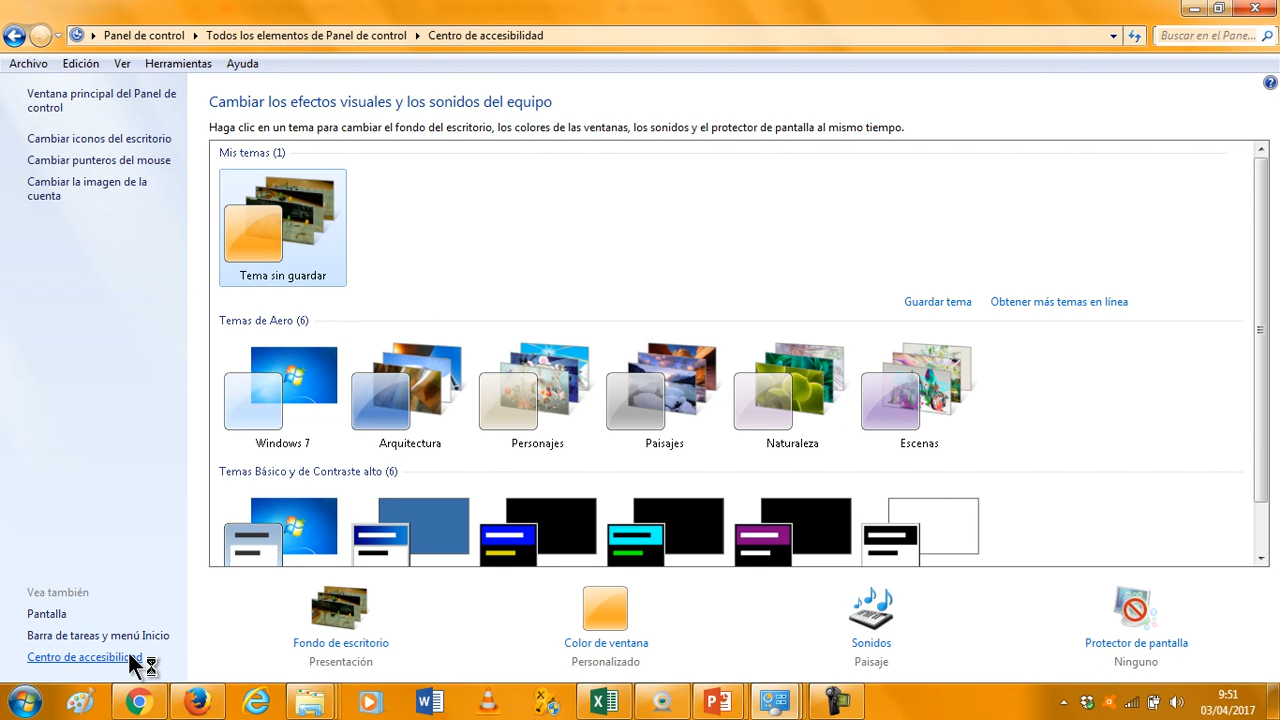 Panel de control
Todos los elementos de Panel de control
Centro de accesibilidad
Buscar en el Pane...
Archivo
Edición
Ver
Herramientas
Ayuda
Ventana principal del Panel de
control
Cambiar iconos del escritorio
Cambiar punteros del mouse
Cambiar la imagen de la
cuenta
Cambiar los efectos visuales y los sonidos del equipo
Haga clic en un tema para cambiar el fondo del escritorio, los colores de las ventanas, los sonidos y el protector de pantalla al mismo tiempo.
Mis temas (1)
Tema sin guardar
Guardar tema
Obtener más temas en línea
Temas de Aero (6)
Windows 7
Arquitectura
Personajes
Paisajes
Naturaleza
Escenas
Temas Básico y de Contraste alto (6)
Vea también
Pantalla
Barra de tareas y menú Inicio
Centro de accesibilidad
Fondo de escritorio
Presentación
Color de ventana
Personalizado
Sonidos
Paisaje
Protector de pantalla
Ninguno
9:51
03/04/2017